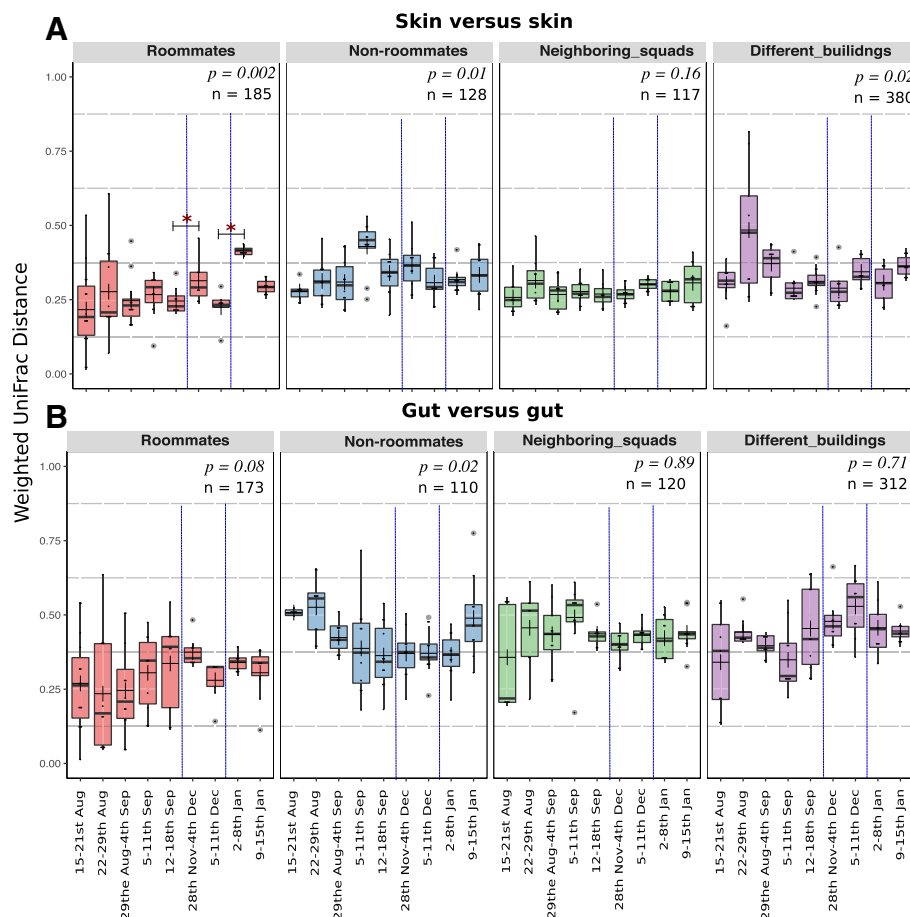 A
Skin versus skin
Roommates
Non-roommates
Neighboring_squads
Different_builidngs
p = 0.002
n = 185
p = 0.01
n = 128
p = 0.16
n = 117
p = 0.02
n = 380
1.00
0.75
0.50
0.25
0.00
*
*
Weighted UniFrac Distance
B
Gut versus gut
Roommates
Non-roommates
Neighboring_squads
Different_buildings
p = 0.08
n = 173
p = 0.02
n = 110
p = 0.89
n = 120
p = 0.71
n = 312
1.00
0.75
0.50
0.25
0.00
15-21st Aug
22-29th Aug
29the Aug-4th Sep
5-11th Sep
12-18th Sep
28th Nov-4th Dec
5-11th Dec
2-8th Jan
9-15th Jan
15-21st Aug
22-29th Aug
29the Aug-4th Sep
5-11th Sep
12-18th Sep
28th Nov-4th Dec
5-11th Dec
2-8th Jan
9-15th Jan
15-21st Aug
22-29th Aug
29the Aug-4th Sep
5-11th Sep
12-18th Sep
28th Nov-4th Dec
5-11th Dec
2-8th Jan
9-15th Jan
15-21st Aug
22-29th Aug
29the Aug-4th Sep
5-11th Sep
12-18th Sep
28th Nov-4th Dec
5-11th Dec
2-8th Jan
9-15th Jan